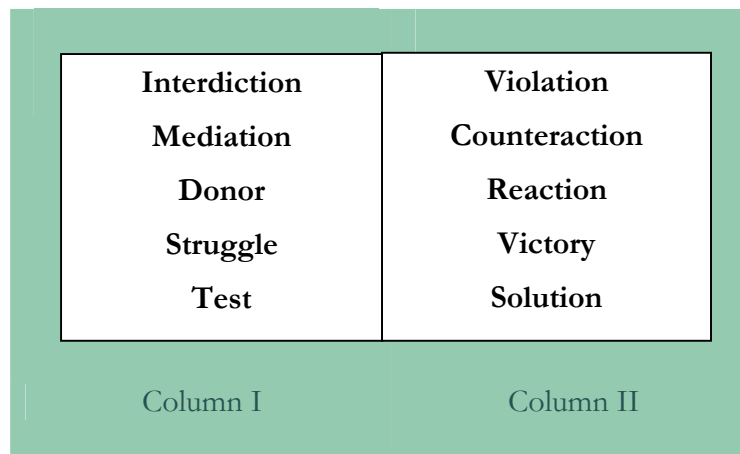 Interdiction Violation
Mediation Counteraction
Donor Reaction
Struggle Victory
Test Solution
Column I Column II